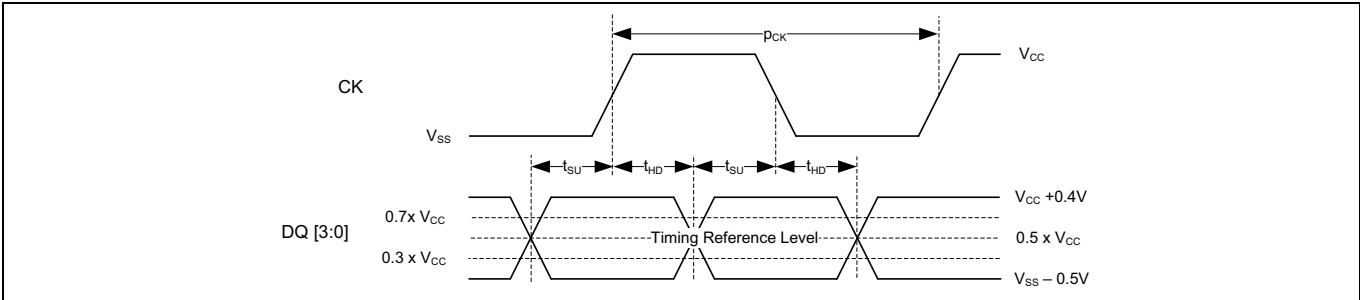 pCK
VCC
CK
VSS
tSU tHD tSU tHD
VCC +0.4V
0.7x VCC
DQ [3:0] Timing Reference Level 0.5 x VCC
0.3 x VCC
VSS – 0.5V